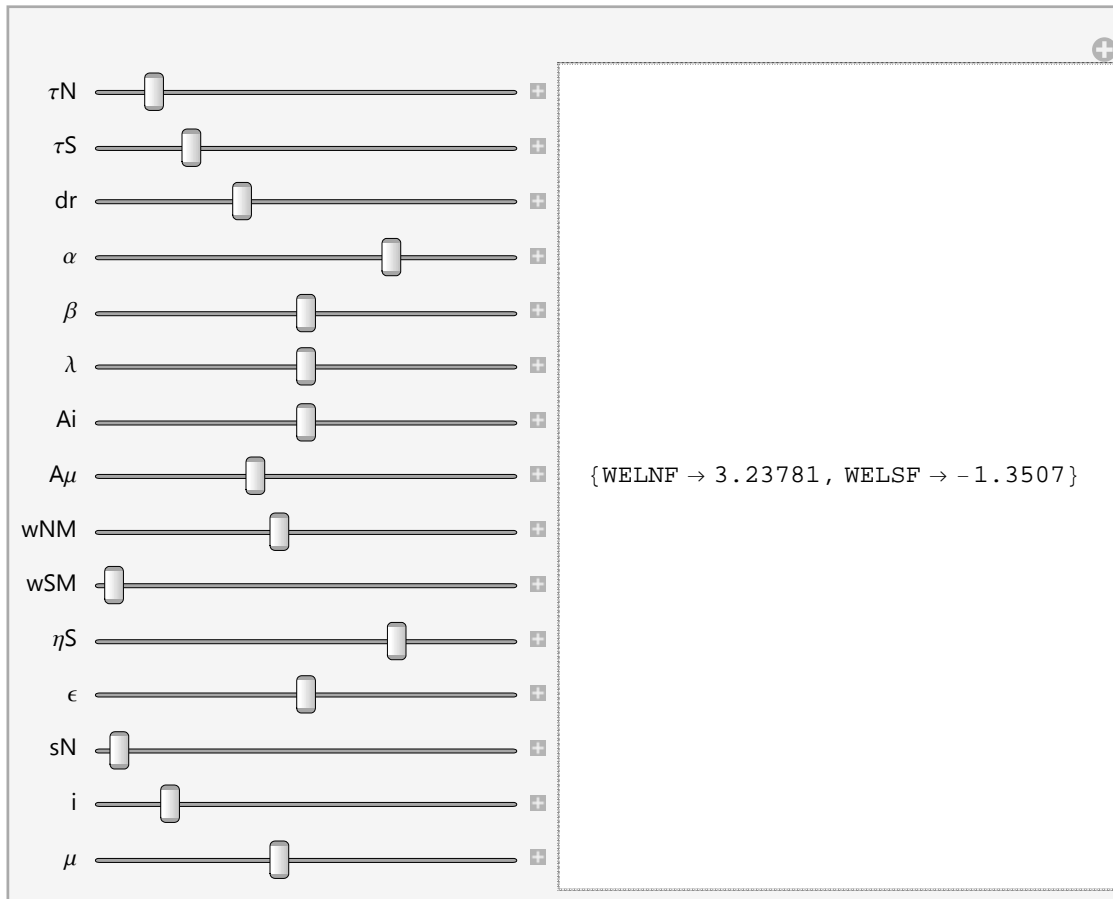 τN
τS
dr
α
β
λ
Ai
Aμ
{WELNF → 3.23781, WELSF → -1.3507}
wNM
wSM
ηS
ϵ
sN
i
μ